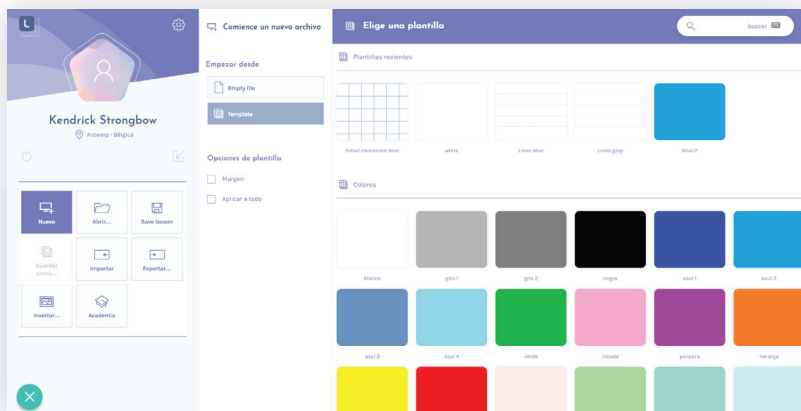 L
Kendrick Strongbow
Antwerp - Bélgica
Nuevo
Abrir...
Save lesson
Guardar
como...
Importar
Exportar...
Insertar...
Academia
Comience un nuevo archivo
Empezar desde
Empty file
Template
Opciones de plantilla
Margen
Aplicar a todo
Elige una plantilla
buscar
Plantillas recientes
Small checkered blue
white
Lines blue
Lines gray
blue 2
Colores
blanco
gris 1
gris 2
negro
azul 1
azul 2
azul 3
azul 4
verde
rosado
púrpura
naranja